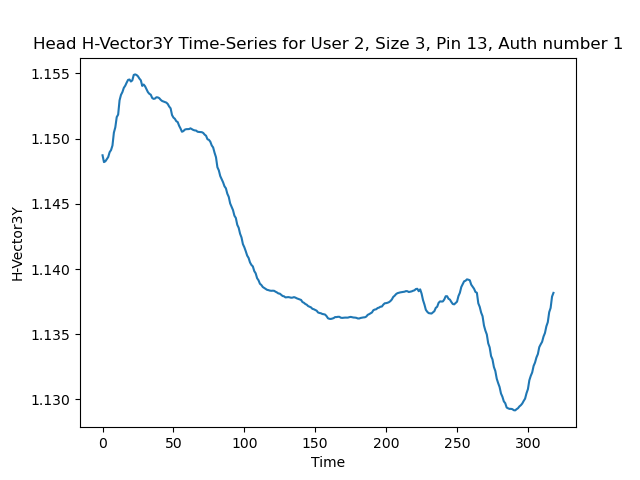 Head H-Vector3Y Time-Series for User 2, Size 3, Pin 13, Auth number 1
1.155
1.150
1.145
1.140
1.135
1.130
H-Vector3Y
0 50 100 150 200 250 300
Time